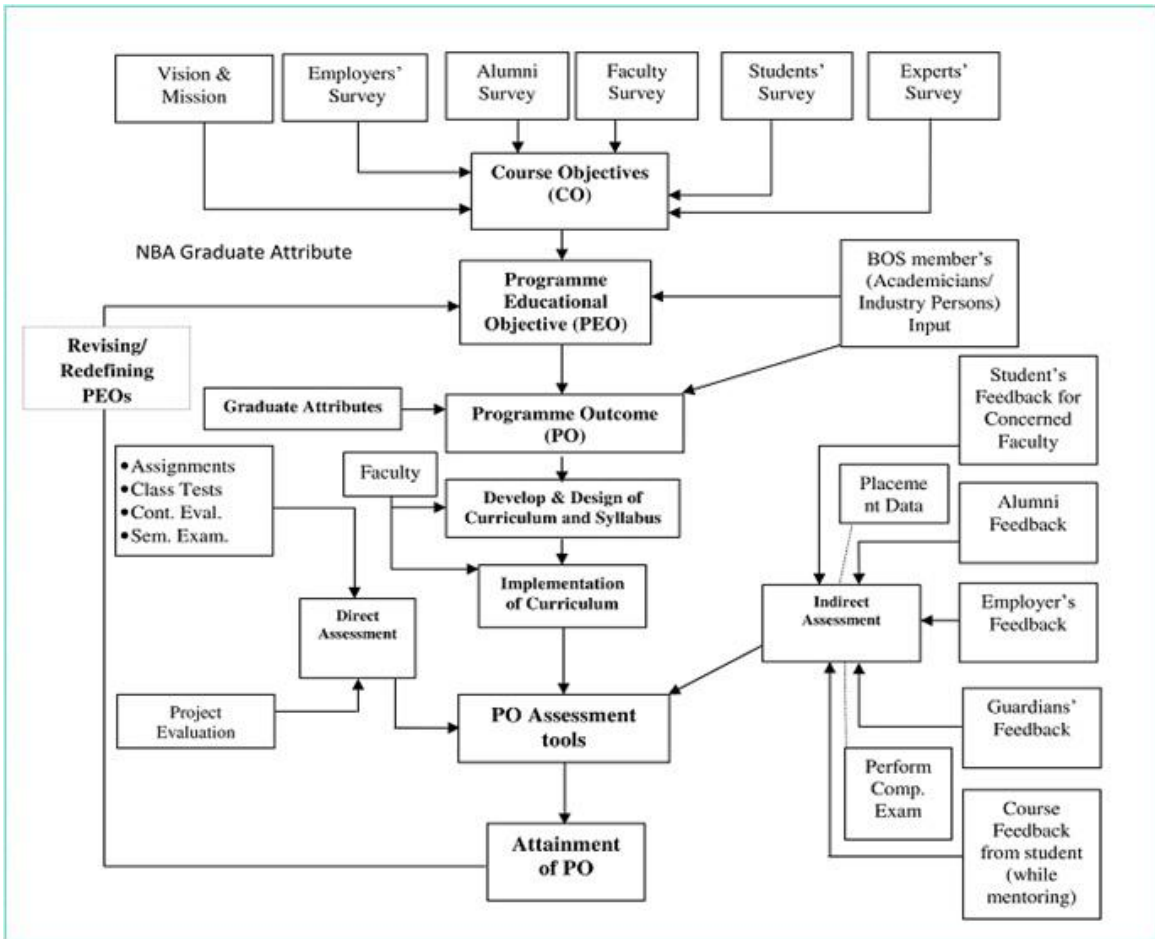 Vision &
Mission
Employers'
Survey
Alumni
Survey
Faculty
Survey
Students'
Survey
Experts'
Survey
Course Objectives
(CO)
NBA Graduate Attribute
Programme
Educational
Objective (PEO)
BOS member's
(Academicians/
Industry Persons)
Input
Revising/
Redefining
PEOs
Graduate Attributes
Programme Outcome
(PO)
Student's
Feedback for
Concerned
Faculty
•Assignments
•Class Tests
•Cont. Eval.
•Sem. Exam.
Faculty
Develop & Design of
Curriculum and Syllabus
Placeme
nt Data
Alumni
Feedback
Implementation
of Curriculum
Direct
Assessment
Indirect
Assessment
Employer's
Feedback
Project
Evaluation
PO Assessment
tools
Guardians'
Feedback
Perform
Comp.
Exam
Course
Feedback
from student
(while
mentoring)
Attainment
of PO